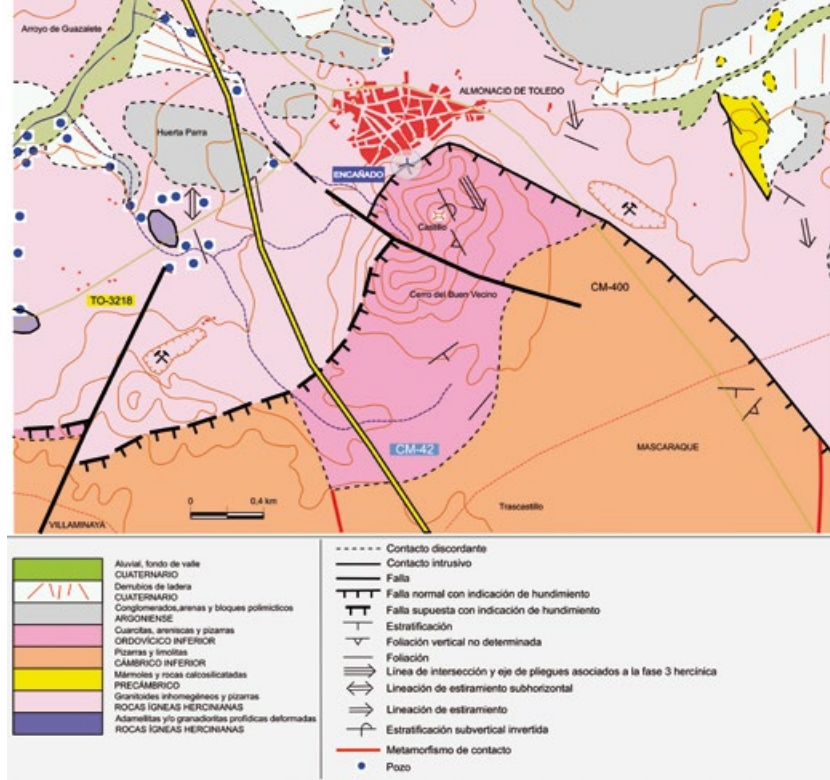 Arroyo de Guazalete
ALMONACID DE TOLEDO
Huerta Parra
ENCAÑADO
Castillo
CM-400
TO-3218
Cerro del Buen Vecino
CM-42
MASCARAQUE
0 0,4 km
Trascastillo
VILLAMINAYA
Aluvial, fondo de valle
CUATERNARIO
Derrubios de ladera
CUATERNARIO
Conglomerados,arenas y bloques polimícticos
ARGONIENSE
Cuarcitas, areniscas y pizarras
ORDOVÍCICO INFERIOR
Pizarras y limolitas
CÁMBRICO INFERIOR
Mármoles y rocas calcosilicatadas
PRECÁMBRICO
Granitoides inhomegéneos y pizarras
ROCAS ÍGNEAS HERCINIANAS
Adamellitas y/o granadioritas profídicas deformadas
ROCAS ÍGNEAS HERCINIANAS
Contacto discordante
Contacto intrusivo
Falla
Falla normal con indicación de hundimiento
Falla supuesta con indicación de hundimiento
Estratificación
Foliación vertical no determinada
Foliación
Línea de intersección y eje de pliegues asociados a la fase 3 hercínica
Lineación de estiramiento subhorizontal
Lineación de estiramiento
Estratificación subvertical invertida
Metamorfismo de contacto
Pozo